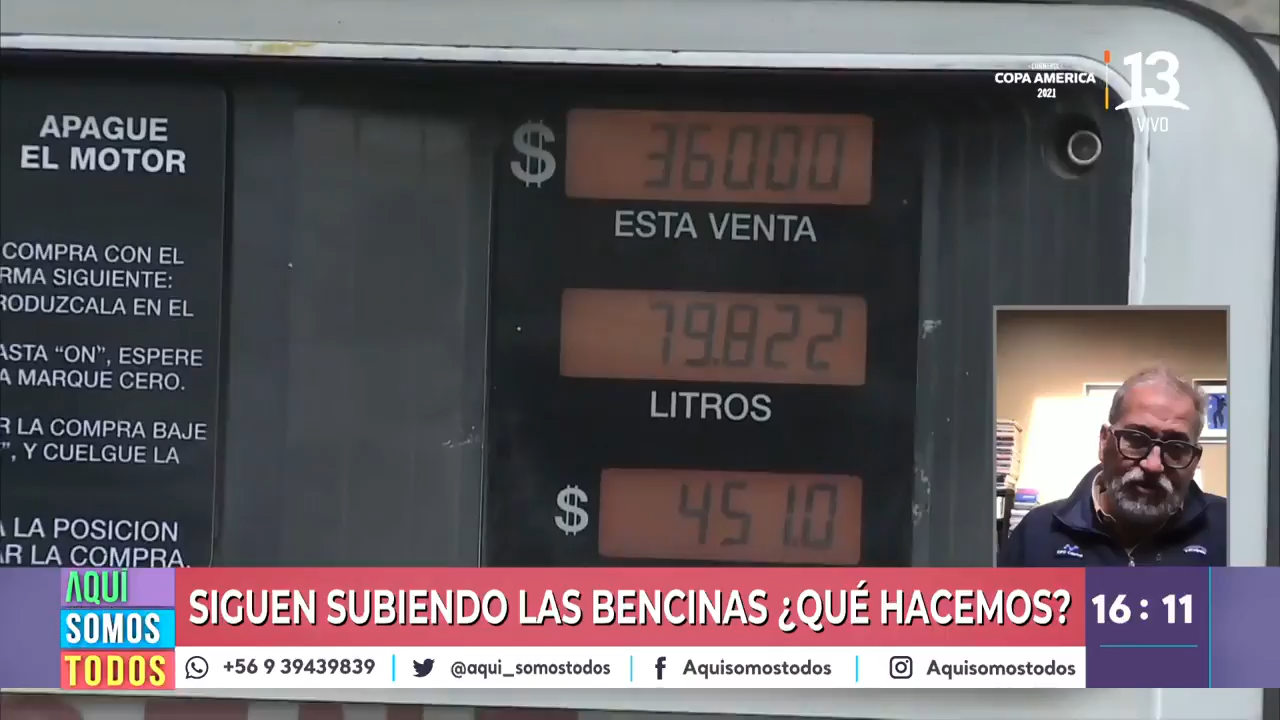 APAGUE
EL MOTOR
COMPRA CON EL
RMA SIGUIENTE:
RODUZCALA EN EL
ASTA “ON”, ESPERE
A MARQUE CERO.
R LA COMPRA BAJE
”, Y CUELGUE LA
A LA POSICION
AR LA COMPRA.
$ 36000
ESTA VENTA
79.822
LITROS
$ 451.0
COPA AMERICA
2021
13
VIVO
AQUÍ
SOMOS
TODOS
SIGUEN SUBIENDO LAS BENCINAS ¿QUÉ HACEMOS?
16:11
+56 9 39439839
@aqui_somostodos
Aquisomostodos
Aquisomostodos